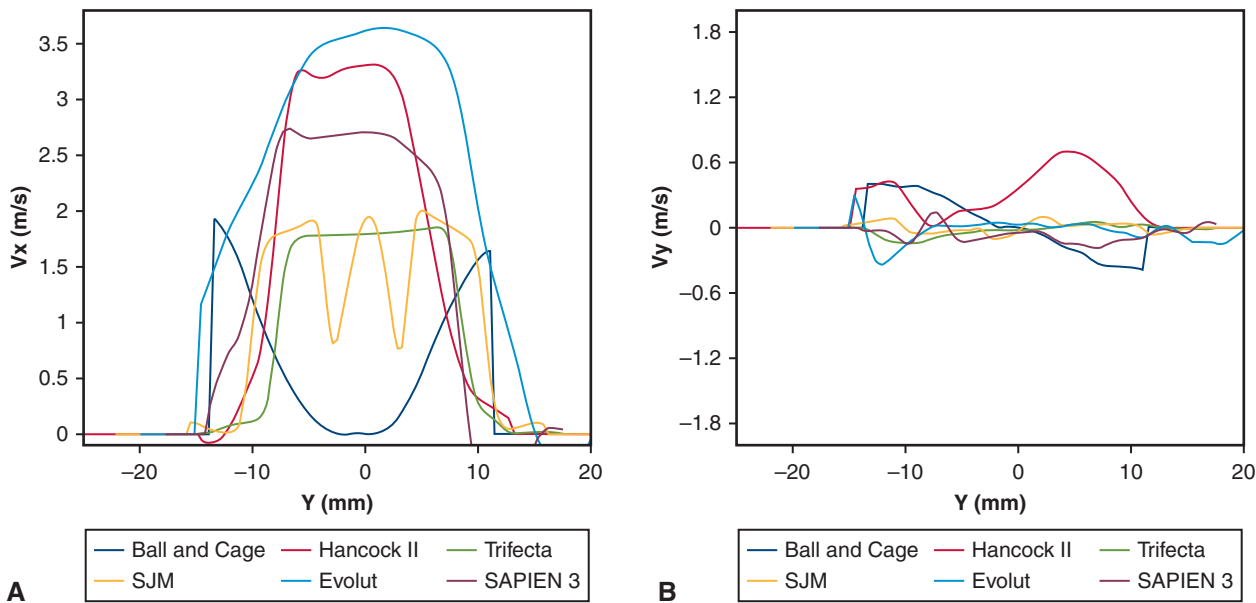 3.5
3
2.5
2
1.5
1
0.5
0
Vx (m/s)
–20 –10 0 10 20
Y (mm)
Ball and Cage Hancock II Trifecta
SJM Evolut SAPIEN 3
A
1.8
1.2
0.6
0
–0.6
–1.2
–1.8
Vy (m/s)
–20 –10 0 10 20
Y (mm)
Ball and Cage Hancock II Trifecta
SJM Evolut SAPIEN 3
B